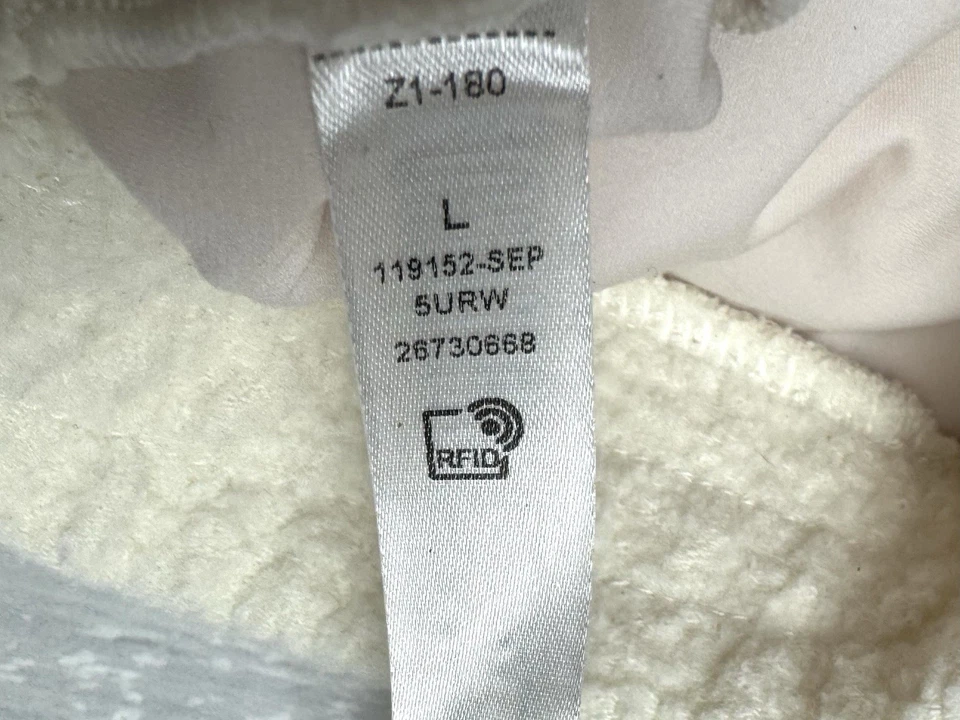 Z1-180
L
119152-SEP
5URW
26730668
RFID